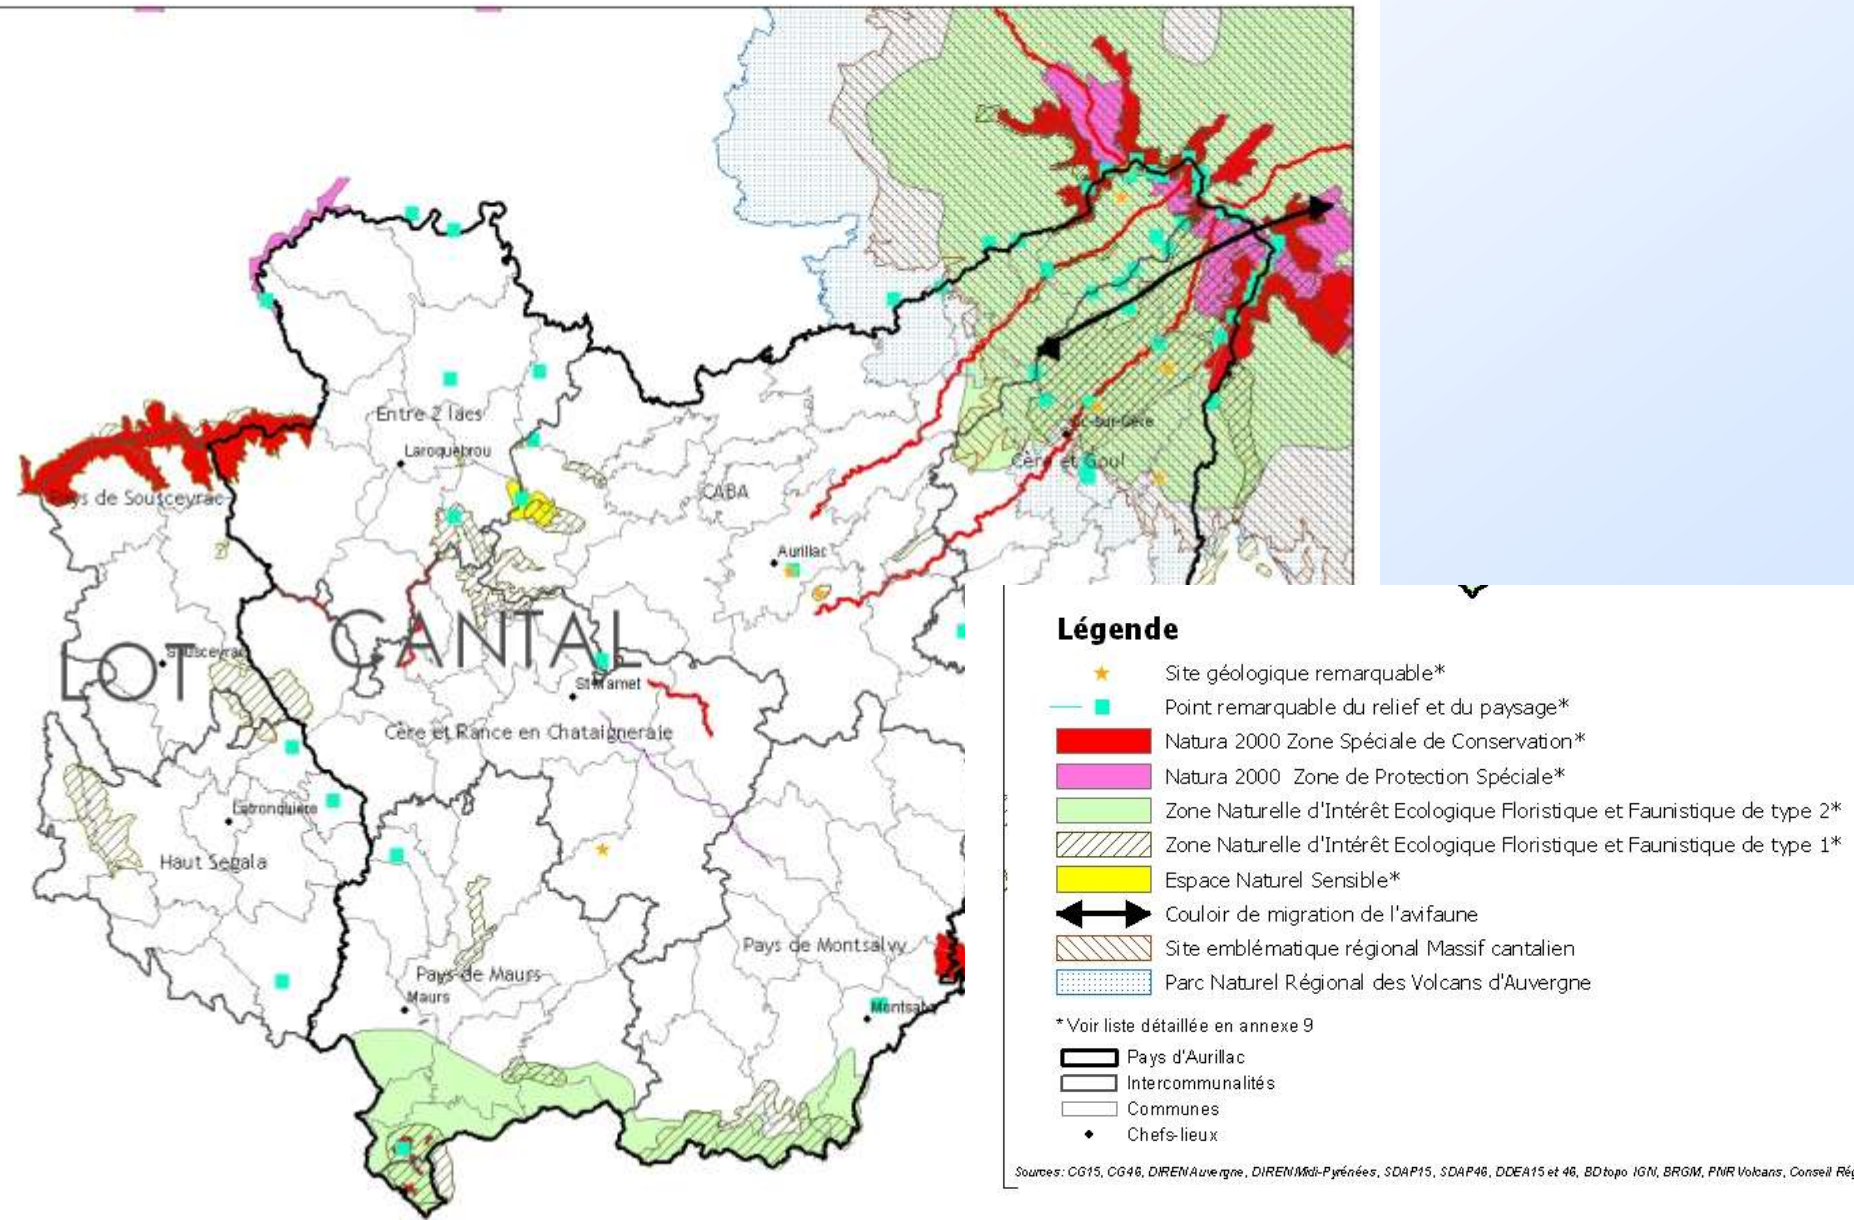 Entre 2 lacs
Laroquebrou
Pays de Sousceyrac
CABA
Cère et Goul
Aurillac
CANTAL
LOT
Sousceyrac
St Mamet
Cère et Rance en Chataigneraie
Latronquière
Haut Segala
Pays de Montsalvy
Pays de Maurs
Maurs
Légende
Site géologique remarquable*
Point remarquable du relief et du paysage*
Natura 2000 Zone Spéciale de Conservation*
Natura 2000 Zone de Protection Spéciale*
Zone Naturelle d'Intérêt Ecologique Floristique et Faunistique de type 2*
Zone Naturelle d'Intérêt Ecologique Floristique et Faunistique de type 1*
Espace Naturel Sensible*
Couloir de migration de l'avifaune
Site emblématique régional Massif cantalien
Parc Naturel Régional des Volcans d'Auvergne
* Voir liste détaillée en annexe 9
Pays d'Aurillac
Intercommunalités
Communes
Chefs-lieux
Sources: CG15, CG46, DIREN Auvergne, DIREN Midi-Pyrénées, SDAP15, SDAP46, DDEA15 et 46, BD topo IGN, BRGM, PNR Volcans, Conseil Rég